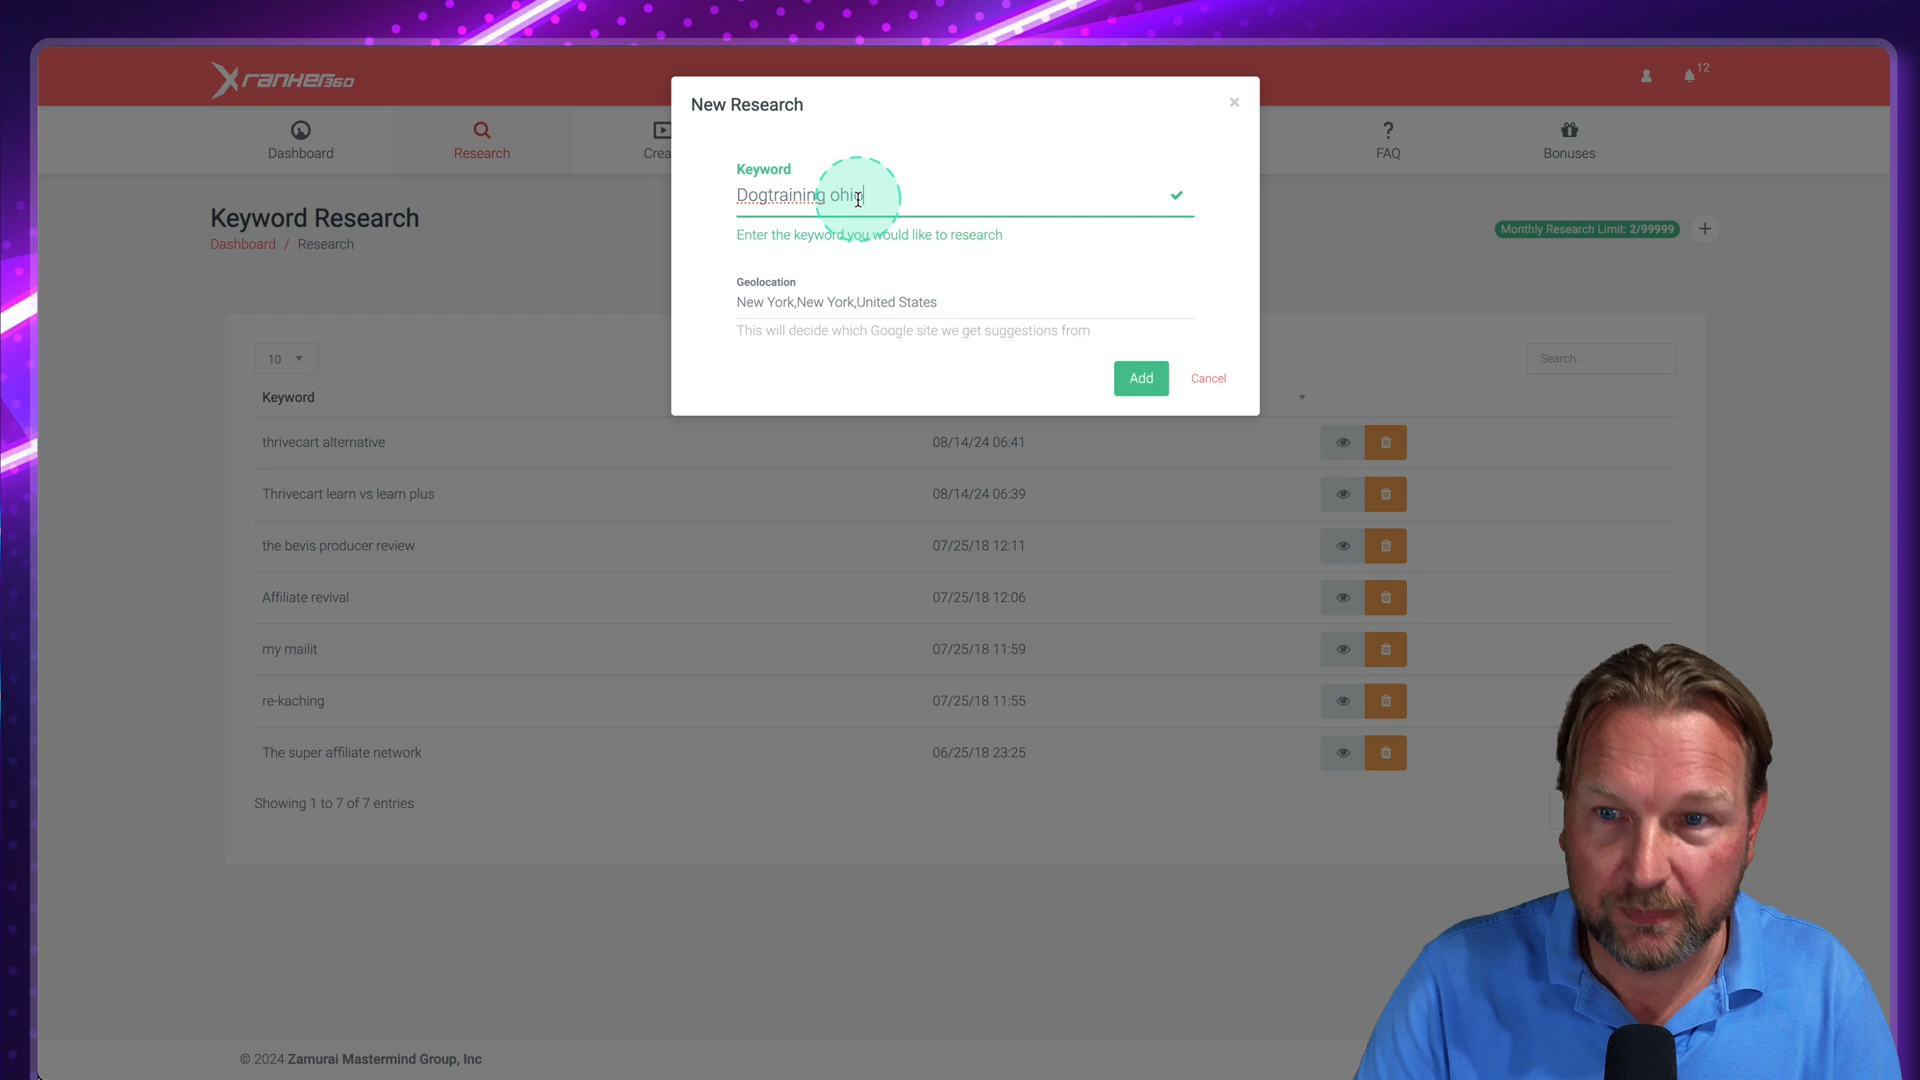 Xranker360
12
Dashboard
Research
Crea
FAQ
Bonuses
New Research
×
Keyword
Dogtraining ohio
Enter the keyword you would like to research
Geolocation
New York,New York,United States
This will decide which Google site we get suggestions from
Add
Cancel
Keyword Research
Dashboard / Research
Monthly Research Limit: 2/99999
+
10
Search..
Keyword
thrivecart alternative 08/14/24 06:41
Thrivecart learn vs learn plus 08/14/24 06:39
the bevis producer review 07/25/18 12:11
Affiliate revival 07/25/18 12:06
my mailit 07/25/18 11:59
re-kaching 07/25/18 11:55
The super affiliate network 06/25/18 23:25
Showing 1 to 7 of 7 entries
© 2024 Zamurai Mastermind Group, Inc